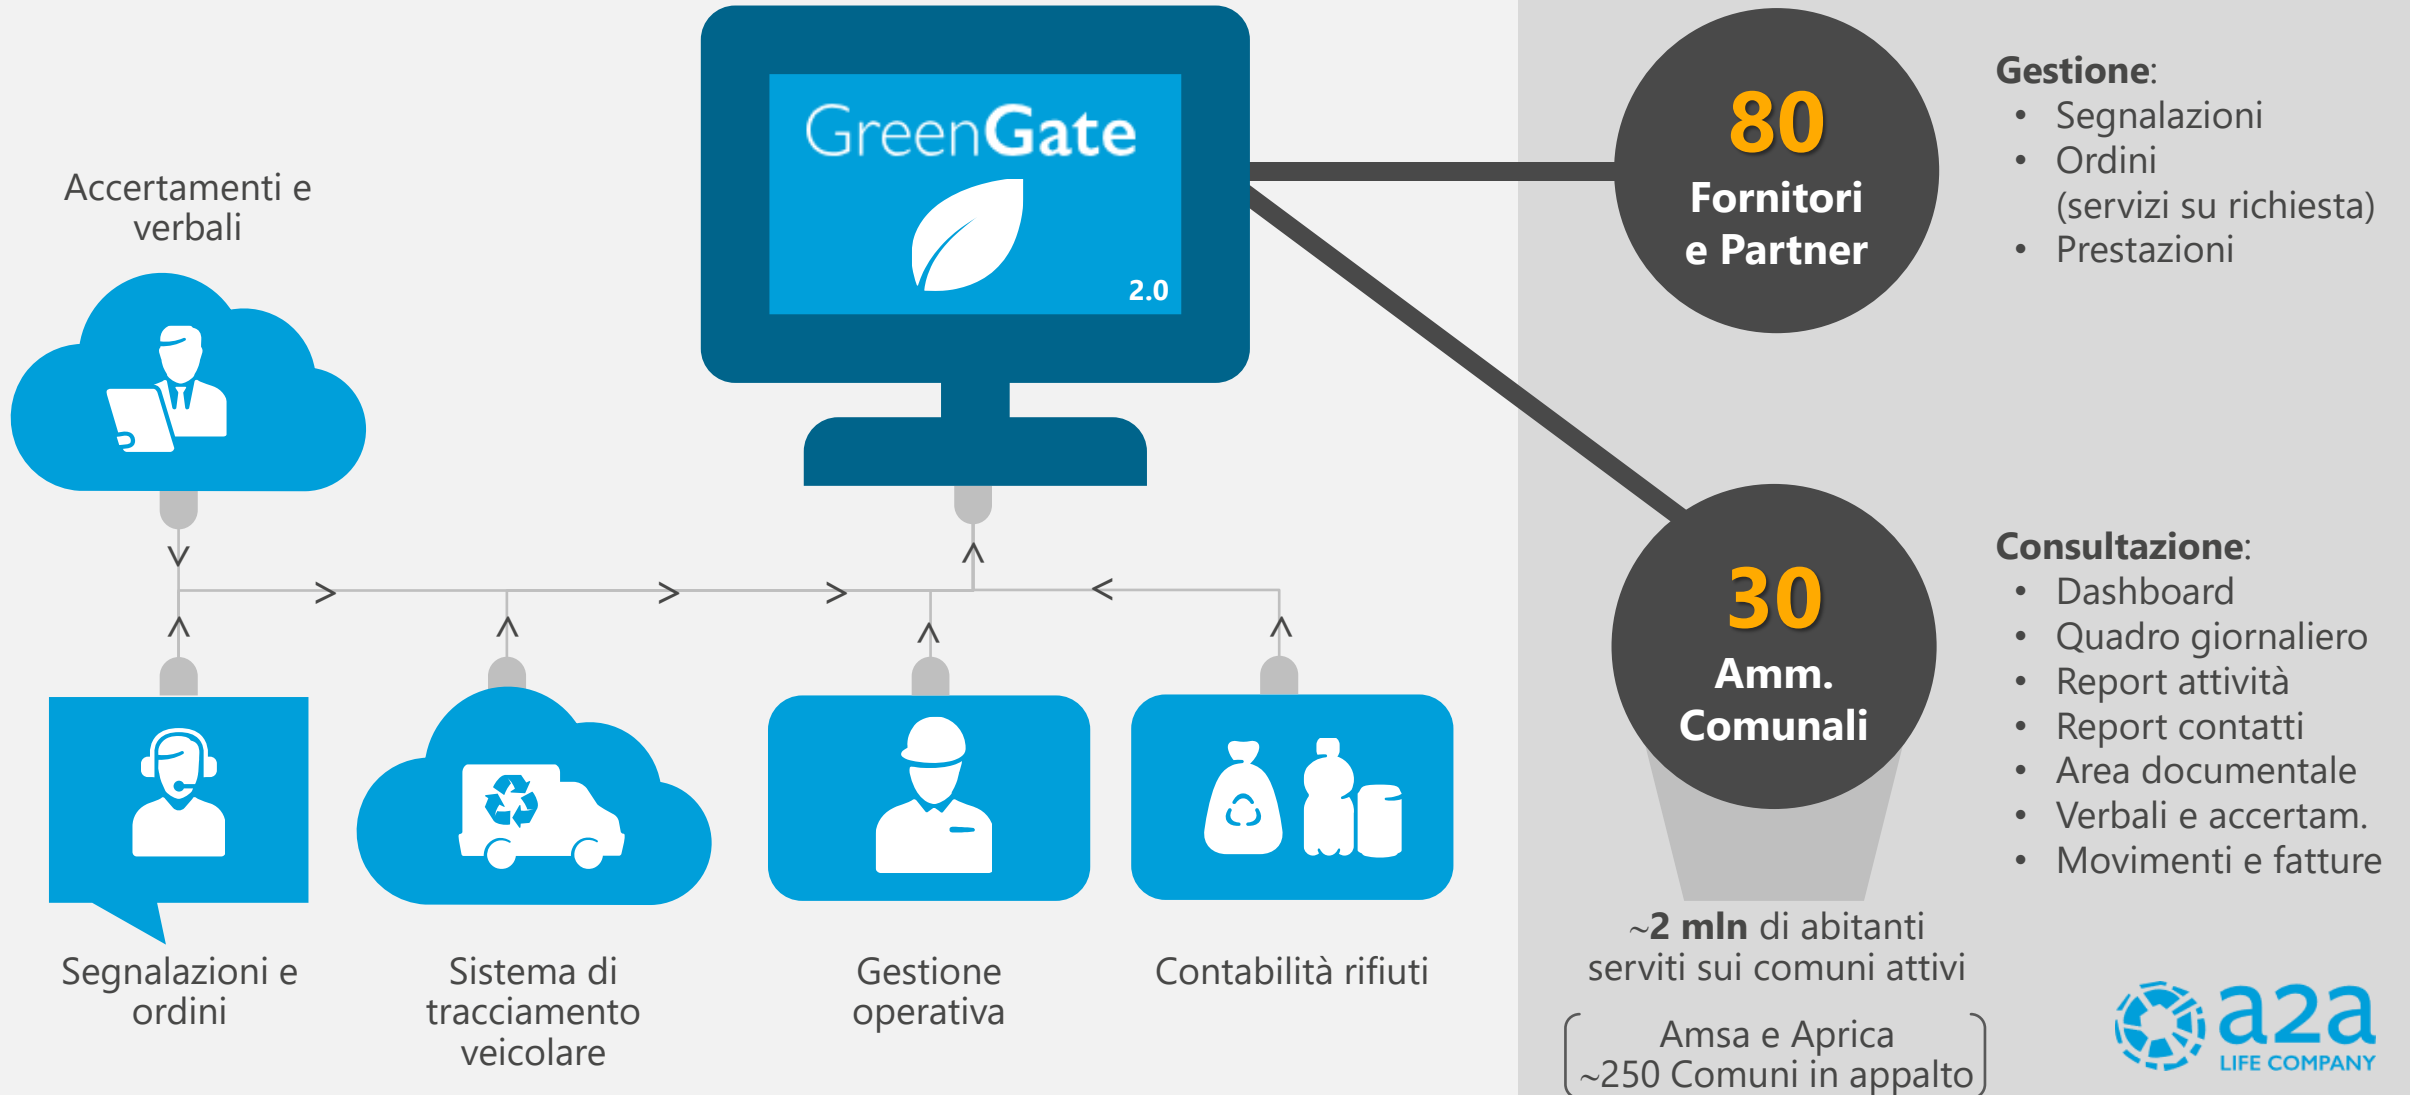 GreenGate
2.0
Accertamenti e
verbali
Segnalazioni e
ordini
Sistema di
tracciamento
veicolare
Gestione
operativa
Contabilità rifiuti
80
Fornitori
e Partner
Gestione:
• Segnalazioni
• Ordini
(servizi su richiesta)
• Prestazioni
30
Amm.
Comunali
Consultazione:
• Dashboard
• Quadro giornaliero
• Report attività
• Report contatti
• Area documentale
• Verbali e accertam.
• Movimenti e fatture
~2 mln di abitanti
serviti sui comuni attivi
Amsa e Aprica
~250 Comuni in appalto
a2a
LIFE COMPANY